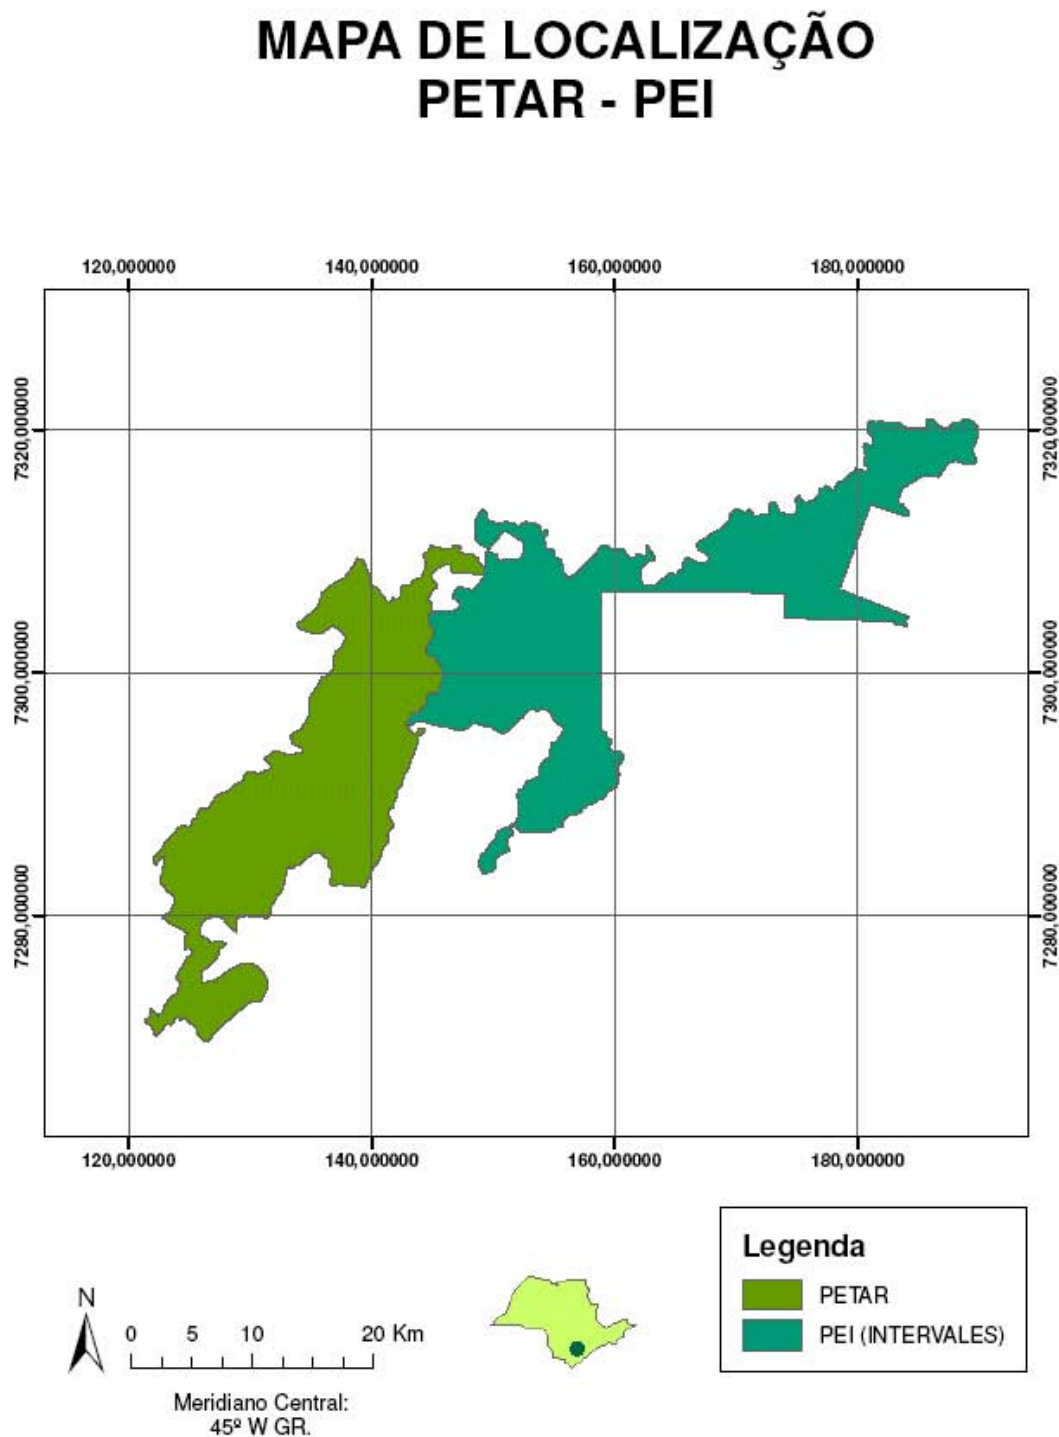 MAPA DE LOCALIZAÇÃO
PETAR - PEI
120,000000 140,000000 160,000000 180,000000
7320,000000 7320,000000
7300,000000 7300,000000
7280,000000 7280,000000
120,000000 140,000000 160,000000 180,000000
Legenda
PETAR
PEI (INTERVALES)
N
0 5 10 20 Km
Meridiano Central:
45º W GR.